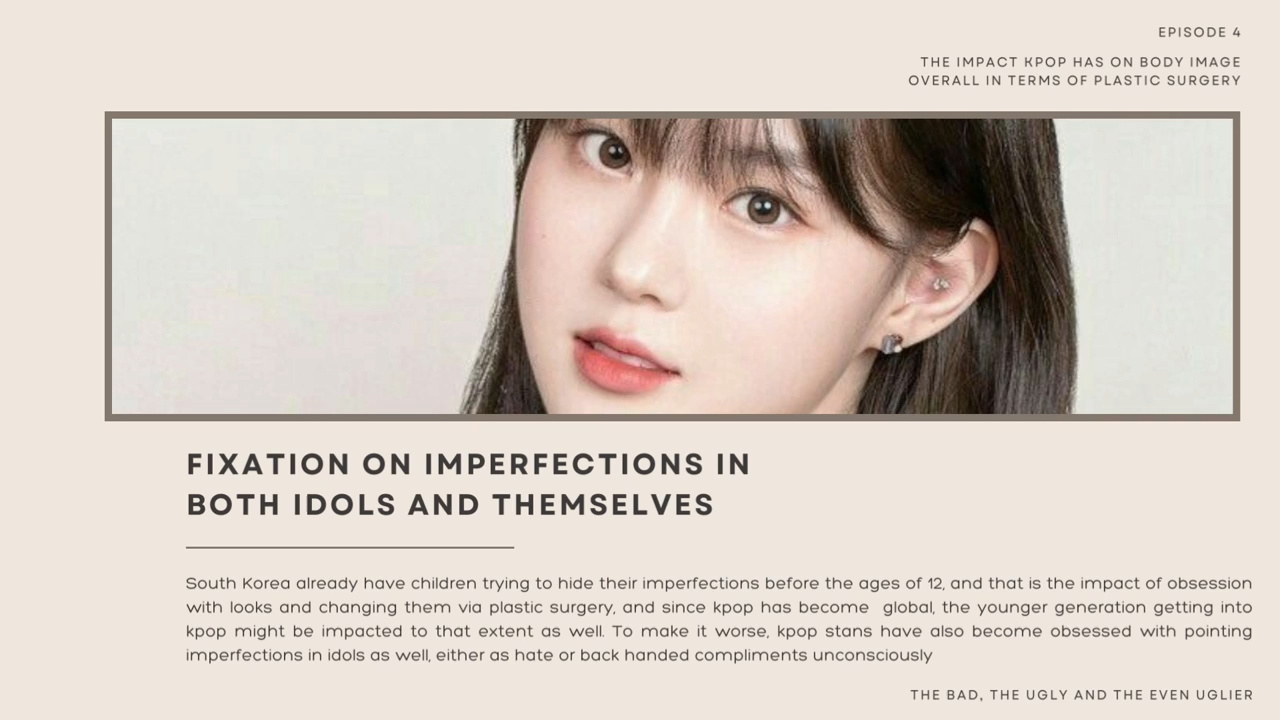 EPISODE 4
THE IMPACT KPOP HAS ON BODY IMAGE
OVERALL IN TERMS OF PLASTIC SURGERY
FIXATION ON IMPERFECTIONS IN
BOTH IDOLS AND THEMSELVES
South Korea already have children trying to hide their imperfections before the ages of 12, and that is the impact of obsession
with looks and changing them via plastic surgery, and since kpop has become global, the younger generation getting into
kpop might be impacted to that extent as well. To make it worse, kpop stans have also become obsessed with pointing
imperfections in idols as well, either as hate or back handed compliments unconsciously
THE BAD, THE UGLY AND THE EVEN UGLIER